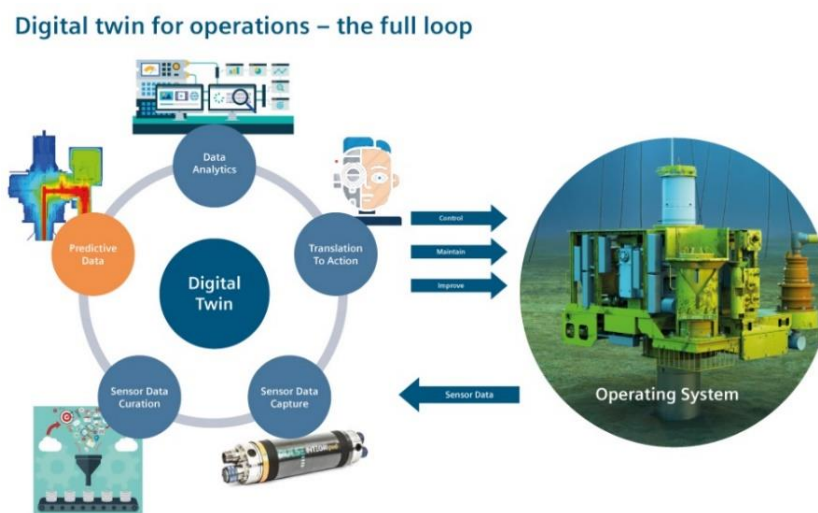 Digital twin for operations – the full loop
Data
Analytics
Predictive
Data
Translation
To Action
Digital
Twin
Sensor Data
Curation
Sensor Data
Capture
Control
Maintain
Improve
Sensor Data
Operating System